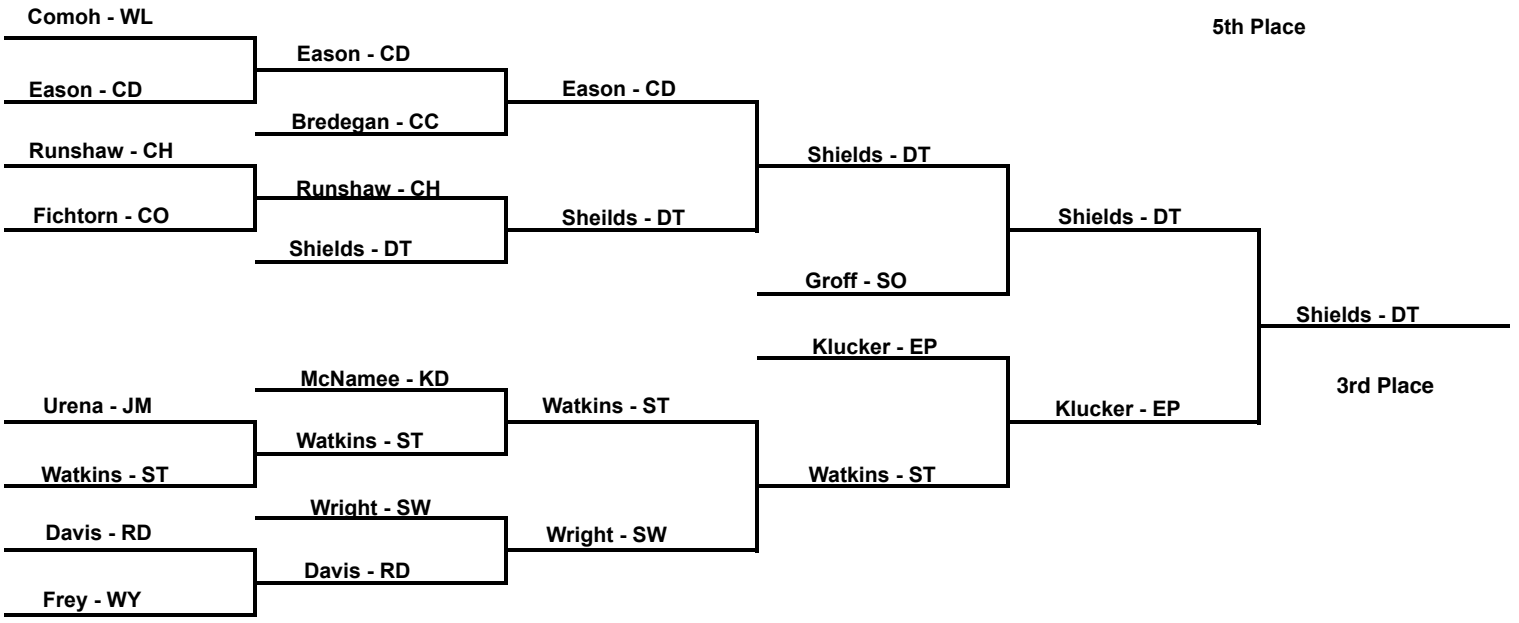 Comoh - WL
5th Place
Eason - CD
Eason - CD
Eason - CD
Bredegan - CC
Runshaw - CH
Shields - DT
Runshaw - CH
Fichtorn - CO
Sheilds - DT
Shields - DT
Shields - DT
Groff - SO
Shields - DT
Klucker - EP
McNamee - KD
3rd Place
Urena - JM
Watkins - ST
Klucker - EP
Watkins - ST
Watkins - ST
Watkins - ST
Wright - SW
Davis - RD
Wright - SW
Davis - RD
Frey - WY